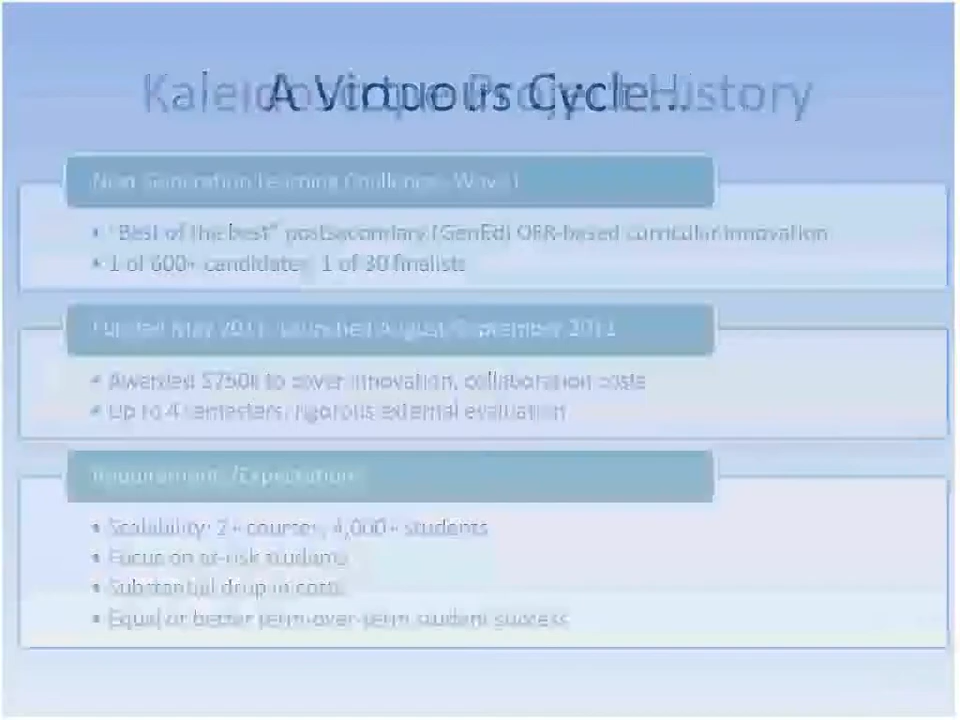 Kaleidoscope Project History
A Virtuous Cycle...
Next Generation Learning Challenges Wave I
• "Best of the best" postsecondary (GenEd) OER-based curricular innovation
• 1 of 600+ candidates, 1 of 30 finalists
Funded May 2011, Launched August/September 2011
• Awarded $750k to cover innovation, collaboration costs
• Up to 4 semesters, rigorous external evaluation
Requirements/Expectations
• Scalability: 2+ courses, 4,000+ students
• Focus on at-risk students
• Substantial drop in costs
• Equal or better term-over-term student success